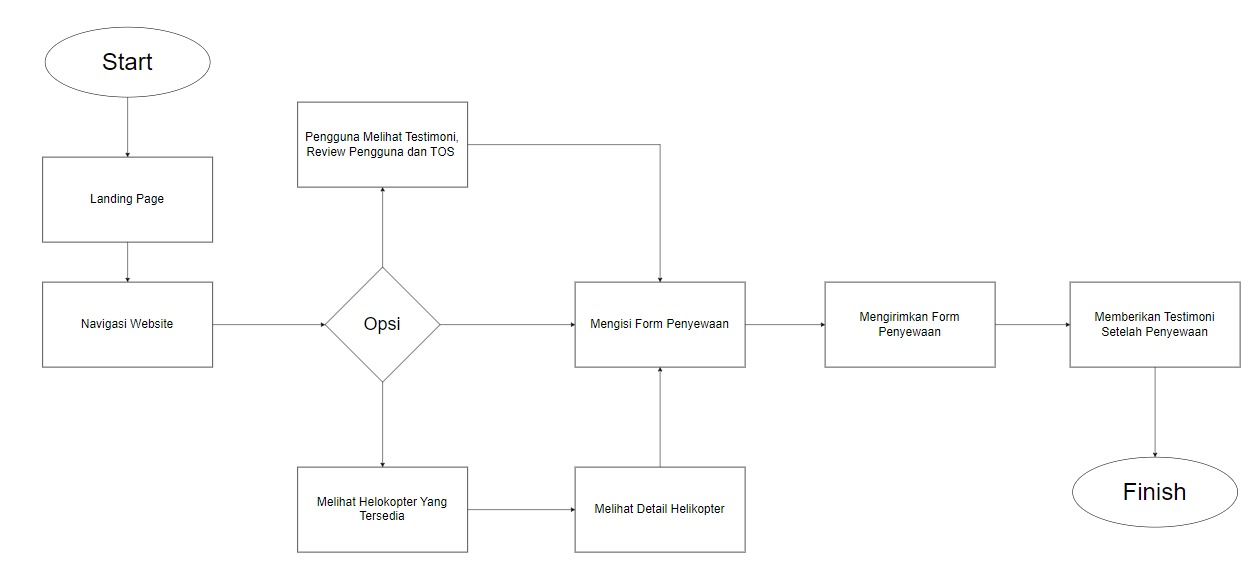 Start
Landing Page
Navigasi Website
Pengguna Melihat Testimoni,
Review Pengguna dan TOS
Opsi
Melihat Helokopter Yang
Tersedia
Melihat Detail Helikopter
Mengisi Form Penyewaan
Mengirimkan Form
Penyewaan
Memberikan Testimoni
Setelah Penyewaan
Finish